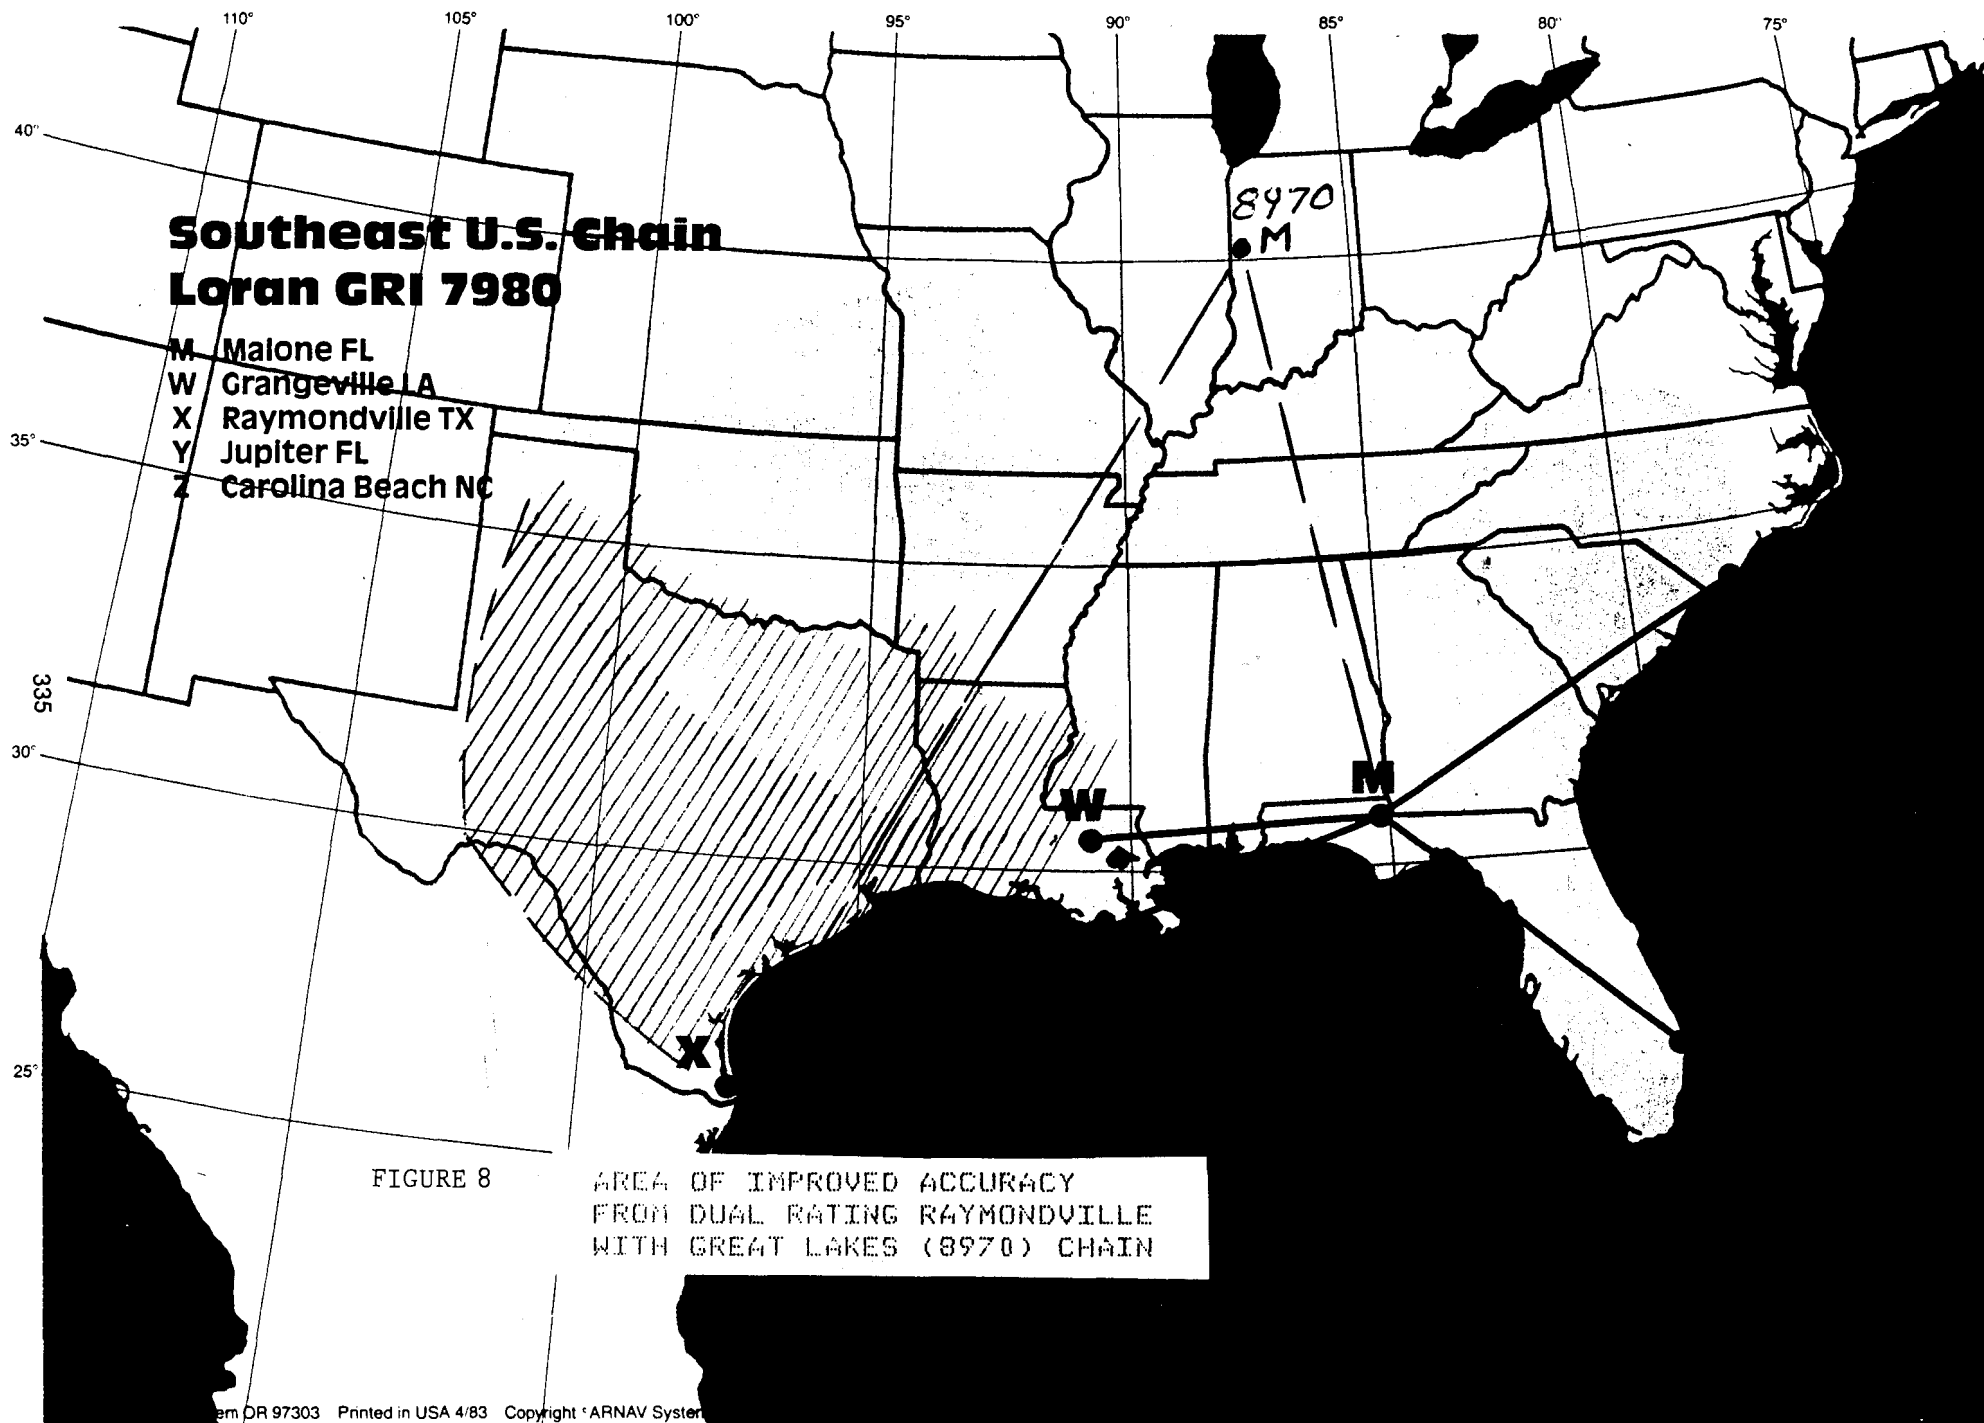 110° 105° 100° 95° 90° 85° 80° 75°
40°
8970
M
Southeast U.S. Chain
Loran GRI 7980
M Malone FL
W Grangeville LA
X Raymondville TX
Y Jupiter FL
Z Carolina Beach NC
35°
335
30°
M
W
X
25°
FIGURE 8
AREA OF IMPROVED ACCURACY
FROM DUAL RATING RAYMONDVILLE
WITH GREAT LAKES (8970) CHAIN
em OR 97303 Printed in USA 4/83 Copyright ARNAV System